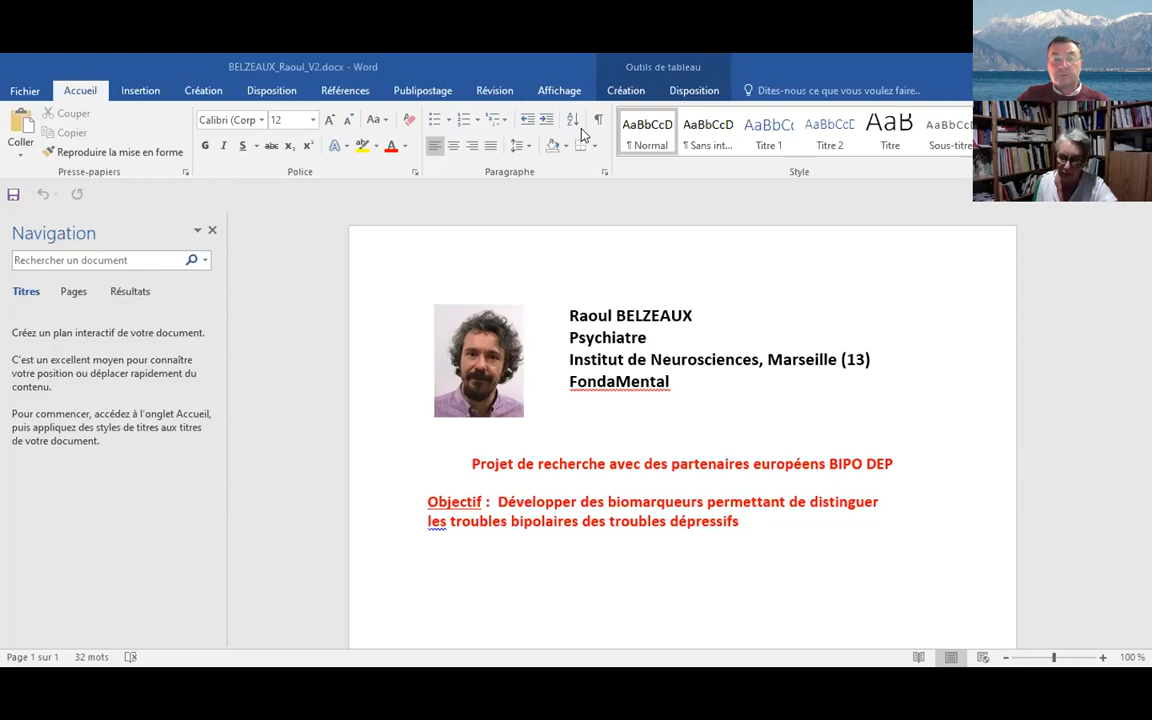 BELZEAUX_Raoul_V2.docx - Word
Outils de tableau
Fichier
Accueil
Insertion
Création
Disposition
Références
Publipostage
Révision
Affichage
Création
Disposition
Dites-nous ce que vous voulez faire..
Coller
Couper
Copier
Reproduire la mise en forme
Presse-papiers
Calibri (Corp
12
Aa
G I S abc x₂ x²
A
A
Police
Paragraphe
AaBbCcD
¶ Normal
AaBbCcD
¶ Sans int...
AaBbC(
Titre 1
AaBbCcD
Titre 2
AaB
Titre
AaBbCcD
Sous-titre
Style
Navigation
Rechercher un document
Titres
Pages
Résultats
Créez un plan interactif de votre document.
C'est un excellent moyen pour connaître
votre position ou déplacer rapidement du
contenu.
Pour commencer, accédez à l'onglet Accueil,
puis appliquez des styles de titres aux titres
de votre document.
Raoul BELZEAUX
Psychiatre
Institut de Neurosciences, Marseille (13)
FondaMental
Projet de recherche avec des partenaires européens BIPO DEP
Objectif : Développer des biomarqueurs permettant de distinguer
les troubles bipolaires des troubles dépressifs
Page 1 sur 1
32 mots
100 %